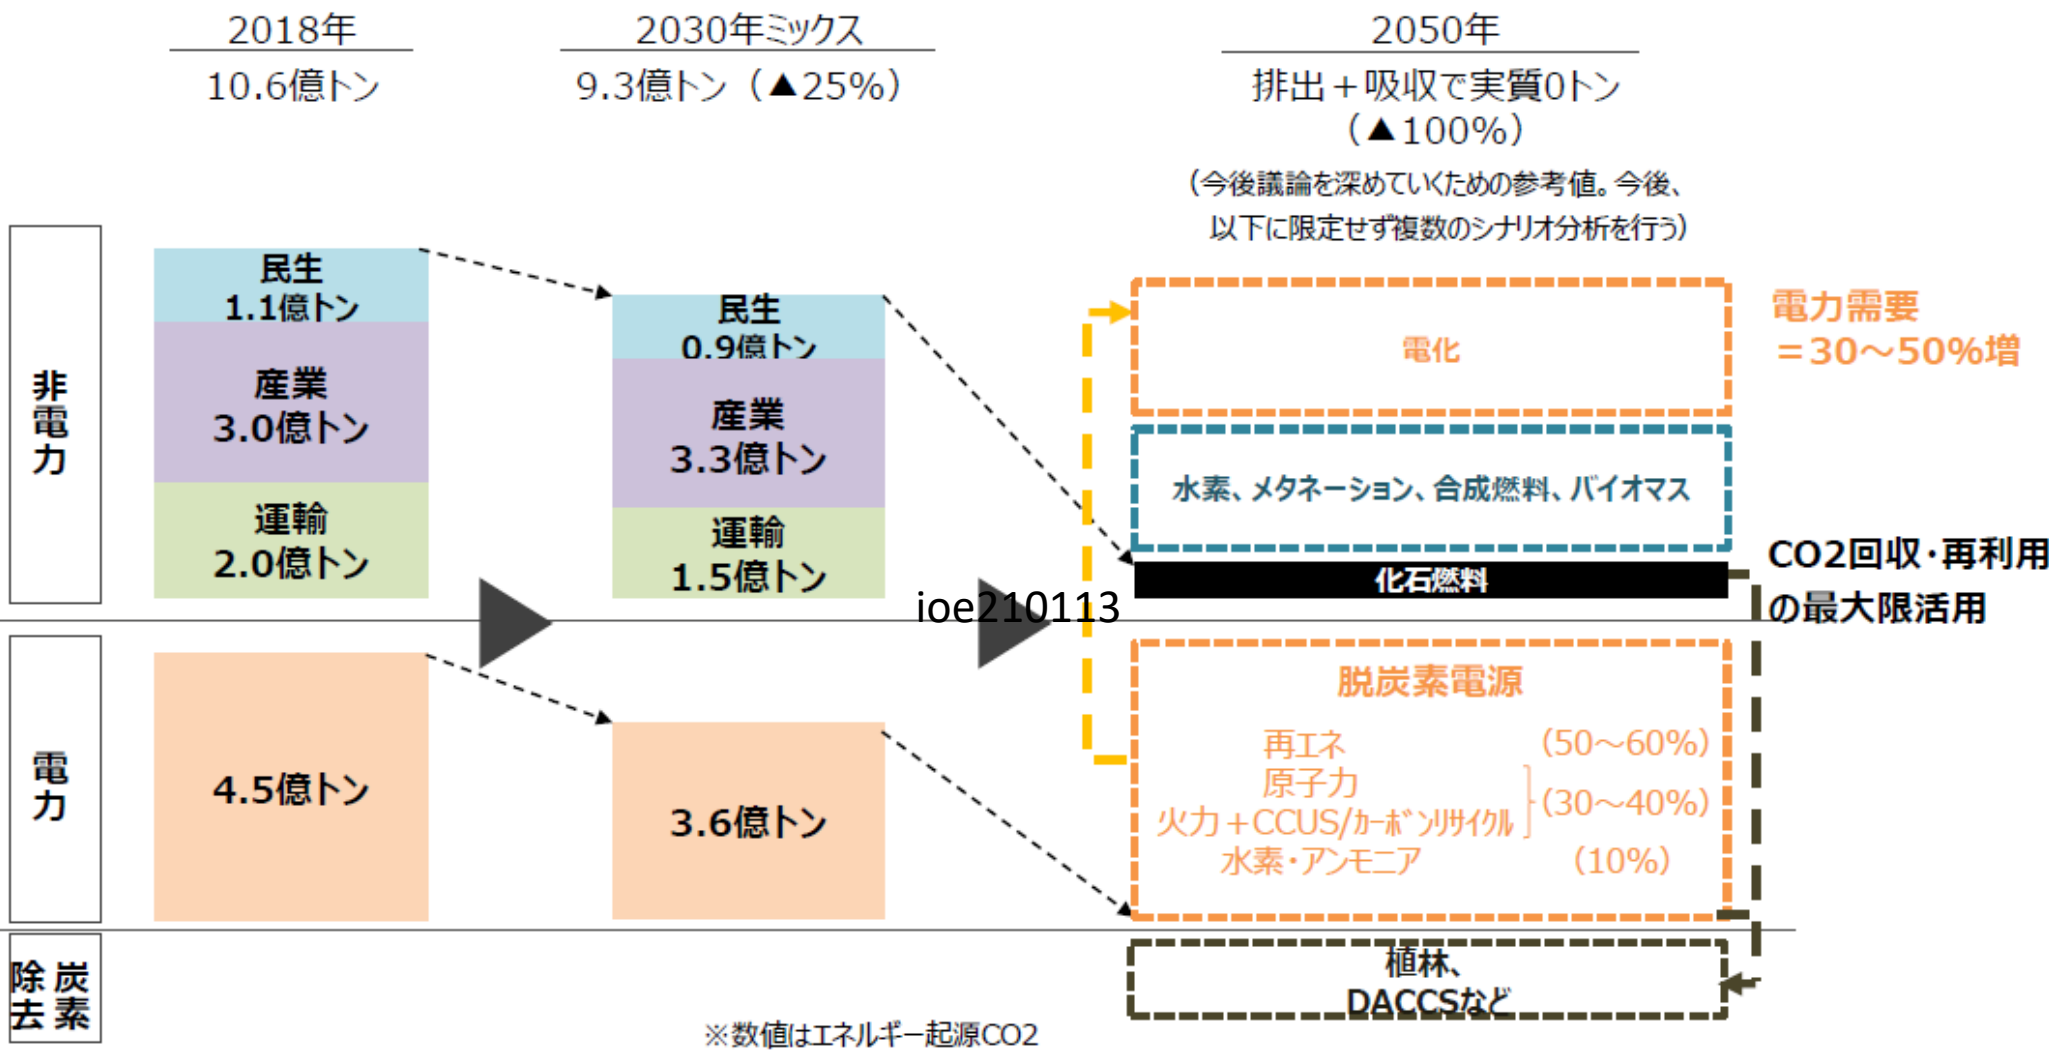 2018年
10.6億トン
2030年ミックス
9.3億トン（▲25%）
2050年
排出＋吸収で実質0トン
（▲100%）
（今後議論を深めていくための参考値。今後、
以下に限定せず複数のシナリオ分析を行う）
非電力
民生
1.1億トン
産業
3.0億トン
運輸
2.0億トン
民生
0.9億トン
産業
3.3億トン
運輸
1.5億トン
電化
電力需要
＝30～50%増
水素、メタネーション、合成燃料、バイオマス
化石燃料
CO2回収・再利用
の最大限活用
ioe210113
電力
4.5億トン
3.6億トン
脱炭素電源
再エネ （50～60%）
原子力
（30～40%）
火力＋CCUS/カーボンリサイクル
水素・アンモニア （10%）
炭素除去
植林、
DACCSなど
※数値はエネルギー起源CO2